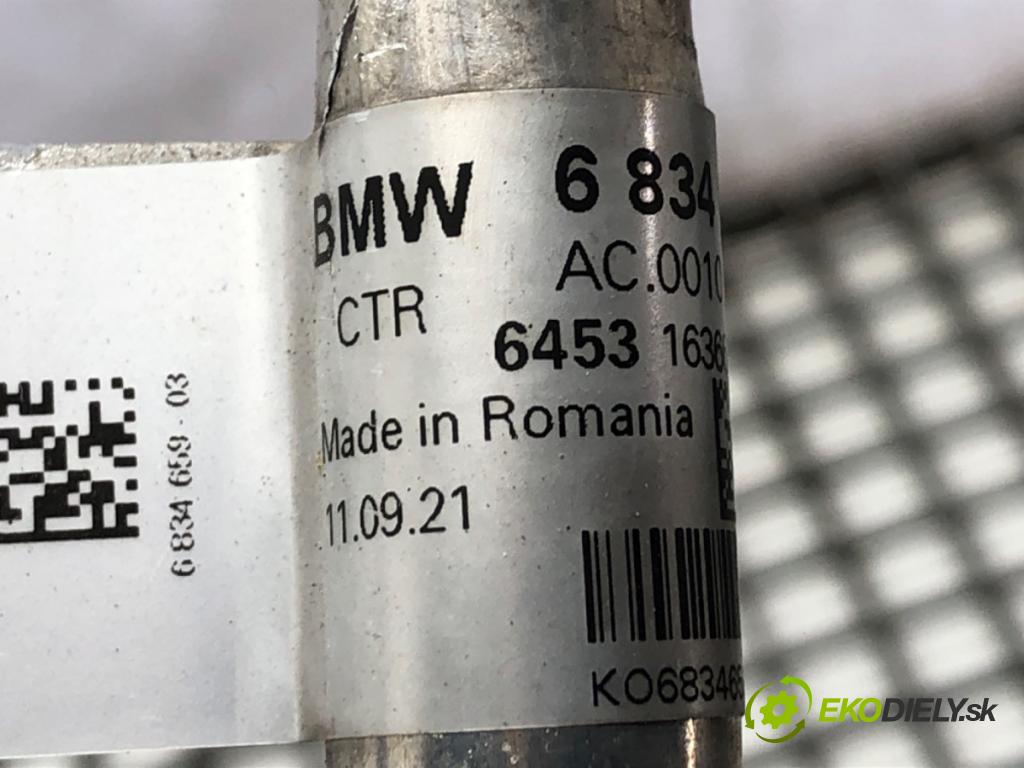 BMW 6 834
CTR AC.0010
6453 1636
Made in Romania
11.09.21
KO683465
6 834 659 - 03
EKODIELY.sk